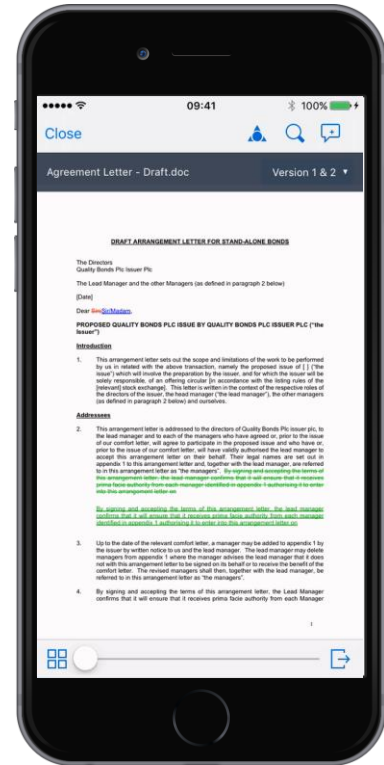 09:41
100%
Close
Agreement Letter - Draft.doc
Version 1 & 2
DRAFT ARRANGEMENT LETTER FOR STAND-ALONE BONDS
The Directors
Quality Bonds Plc Issuer Plc
The Lead Manager and the other Managers (as defined in paragraph 2 below)
[Date]
Dear SirsSir/Madam,
PROPOSED QUALITY BONDS PLC ISSUE BY QUALITY BONDS PLC ISSUER PLC ("the
Issuer")
Introduction
1. This arrangement letter sets out the scope and limitations of the work to be performed
by us in related with the above transaction, namely the proposed issue of [ ] ("the
issue") which will involve the preparation by the issuer, and for which the issuer will be
solely responsible, of an offering circular [in accordance with the listing rules of the
[relevant] stock exchange]. This letter is written in the context of the respective roles of
the directors of the issuer, the head manager ("the lead manager"), the other managers
(as defined in paragraph 2 below) and ourselves.
Addressees
2. This arrangement letter is addressed to the directors of Quality Bonds Plc issuer plc, to
the lead manager and to each of the managers who have agreed or, prior to the issue
of our comfort letter, will agree to participate in the proposed issue and who have or,
prior to the issue of our comfort letter, will have validly authorised the lead manager to
accept this arrangement letter on their behalf. Their legal names are set out in
appendix 1 to this arrangement letter and, together with the lead manager, are referred
to in this arrangement letter as "the managers". By signing and accepting the terms of
this arrangement letter, the lead manager confirms that it will ensure that it receives
prima facie authority from each manager identified in appendix 1 authorising it to enter
into this arrangement letter on
By signing and accepting the terms of this arrangement letter, the lead manager
confirms that it will ensure that it receives prima facie authority from each manager
identified in appendix 1 authorising it to enter into this arrangement letter on
3. Up to the date of the relevant comfort letter, a manager may be added to appendix 1 by
the issuer by written notice to us and the lead manager. The lead manager may delete
managers from appendix 1 where the manager advises the lead manager that it does
not with this arrangement letter to be signed on its behalf or to receive the benefit of the
comfort letter. The revised managers shall then, together with the lead manager, be
referred to in this arrangement letter as "the managers".
4. By signing and accepting the terms of this arrangement letter, the Lead Manager
confirms that it will ensure that it receives prima facie authority from each Manager
1